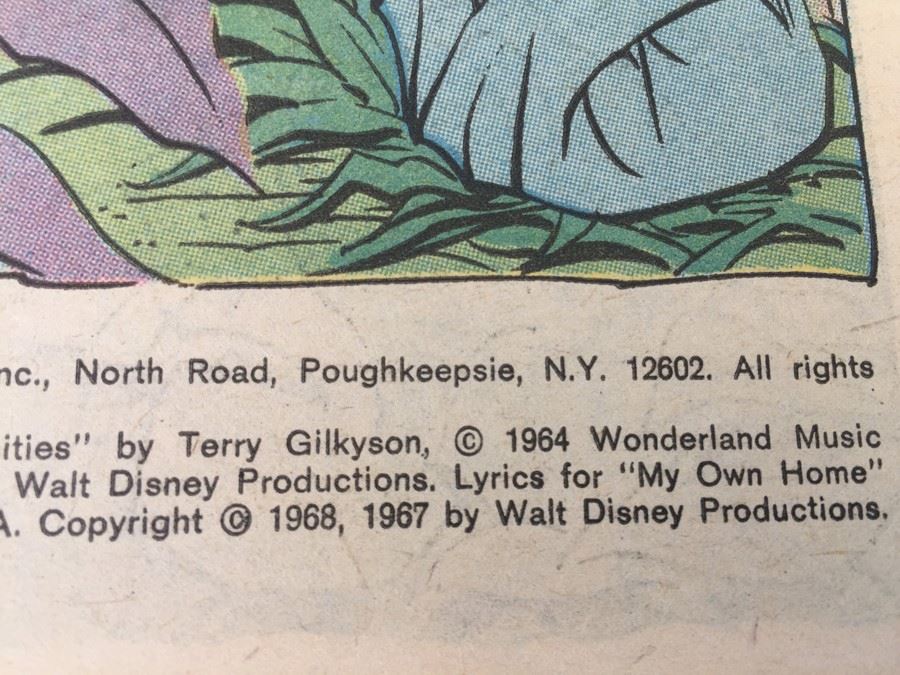 nc., North Road, Poughkeepsie, N.Y. 12602. All rights
ities" by Terry Gilkyson, © 1964 Wonderland Music
Walt Disney Productions. Lyrics for "My Own Home"
A. Copyright © 1968, 1967 by Walt Disney Productions.